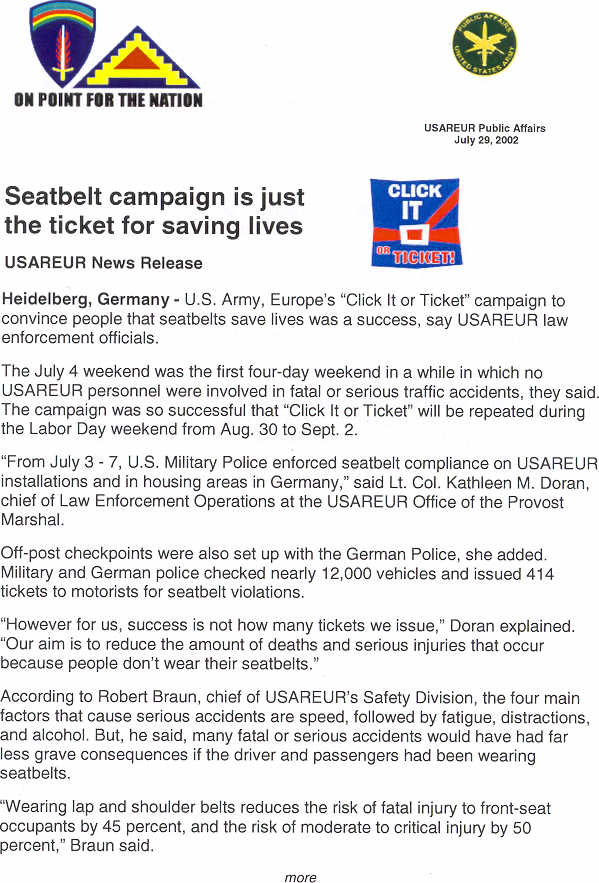 ON POINT FOR THE NATION
PUBLIC AFFAIRS
UNITED STATES ARMY
USAREUR Public Affairs
July 29, 2002
Seatbelt campaign is just
the ticket for saving lives
CLICK
IT
OR
TICKET!
USAREUR News Release
Heidelberg, Germany - U.S. Army, Europe's “Click It or Ticket” campaign to
convince people that seatbelts save lives was a success, say USAREUR law
enforcement officials.
The July 4 weekend was the first four-day weekend in a while in which no
USAREUR personnel were involved in fatal or serious traffic accidents, they said.
The campaign was so successful that “Click It or Ticket” will be repeated during
the Labor Day weekend from Aug. 30 to Sept. 2.
“From July 3 - 7, U.S. Military Police enforced seatbelt compliance on USAREUR
installations and in housing areas in Germany,” said Lt. Col. Kathleen M. Doran,
chief of Law Enforcement Operations at the USAREUR Office of the Provost
Marshal.
Off-post checkpoints were also set up with the German Police, she added.
Military and German police checked nearly 12,000 vehicles and issued 414
tickets to motorists for seatbelt violations.
“However for us, success is not how many tickets we issue,” Doran explained.
“Our aim is to reduce the amount of deaths and serious injuries that occur
because people don’t wear their seatbelts.”
According to Robert Braun, chief of USAREUR’s Safety Division, the four main
factors that cause serious accidents are speed, followed by fatigue, distractions,
and alcohol. But, he said, many fatal or serious accidents would have had far
less grave consequences if the driver and passengers had been wearing
seatbelts.
“Wearing lap and shoulder belts reduces the risk of fatal injury to front-seat
occupants by 45 percent, and the risk of moderate to critical injury by 50
percent,” Braun said.
more